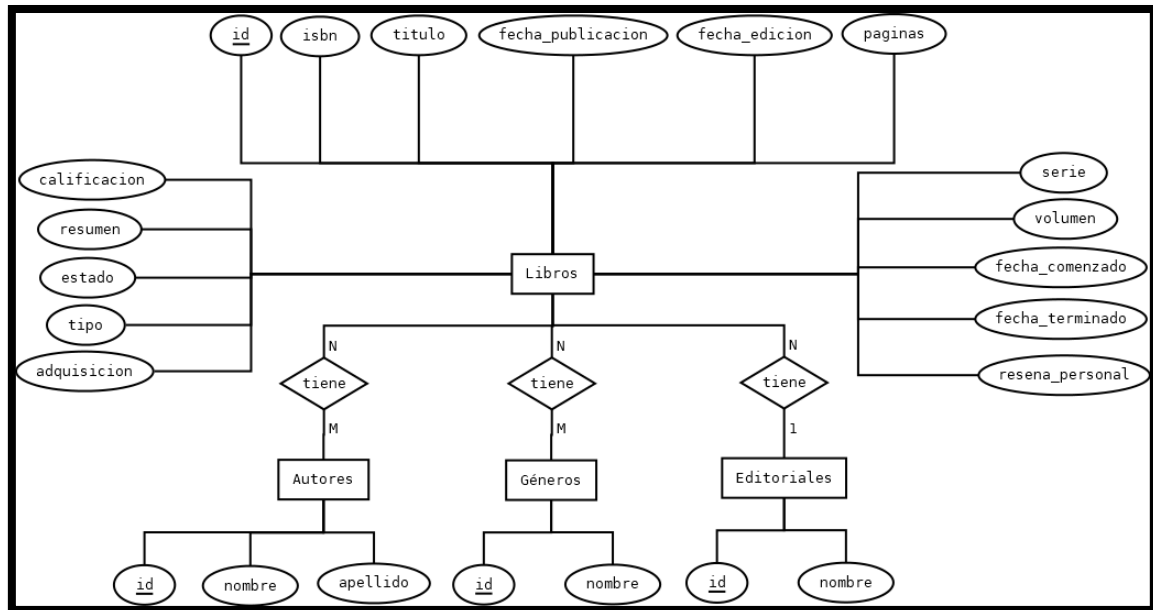 id
isbn
titulo
fecha_publicacion
fecha_edicion
paginas
calificacion
resumen
estado
tipo
adquisicion
serie
volumen
fecha_comenzado
fecha_terminado
resena_personal
Libros
N
N
N
tiene
tiene
tiene
M
M
1
Autores
Géneros
Editoriales
id
nombre
apellido
id
nombre
id
nombre